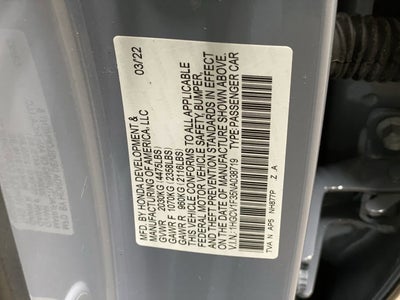 MFD. BY HONDA DEVELOPMENT & 03/22
MANUFACTURING OF AMERICA, LLC
GVWR 2030KG (4475LBS)
GAWR F 1070KG (2359LBS)
GAWR R 960KG (2116LBS)
THIS VEHICLE CONFORMS TO ALL APPLICABLE
FEDERAL MOTOR VEHICLE SAFETY, BUMPER,
AND THEFT PREVENTION STANDARDS IN EFFECT
ON THE DATE OF MANUFACTURE SHOWN ABOVE.
V.I.N.: 1HGCV1F36NA038719 TYPE PASSENGER CAR
TVA N AP5 NH877P Z A